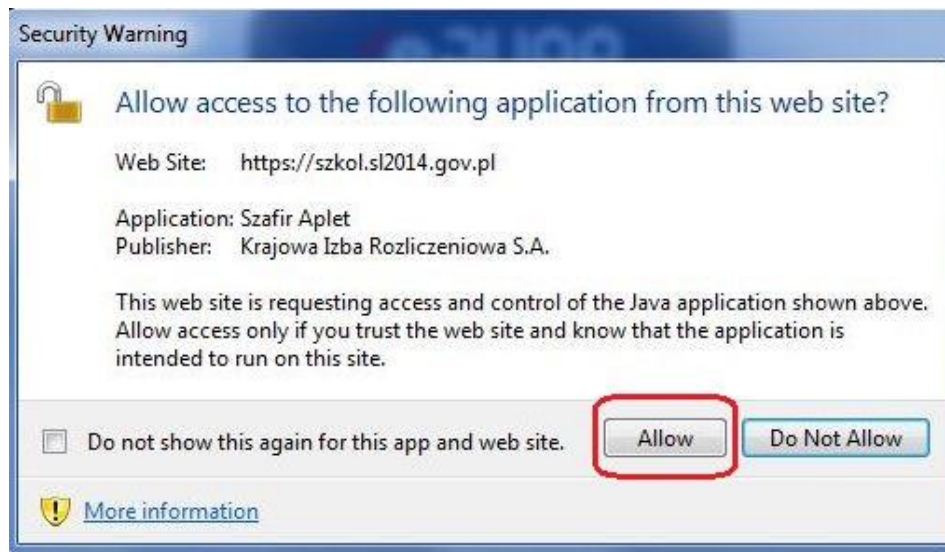 Security Warning
Allow access to the following application from this web site?
Web Site: https://szkol.sl2014.gov.pl
Application: Szafir Aplet
Publisher: Krajowa Izba Rozliczeniowa S.A.
This web site is requesting access and control of the Java application shown above.
Allow access only if you trust the web site and know that the application is
intended to run on this site.
Do not show this again for this app and web site. Allow Do Not Allow
More information